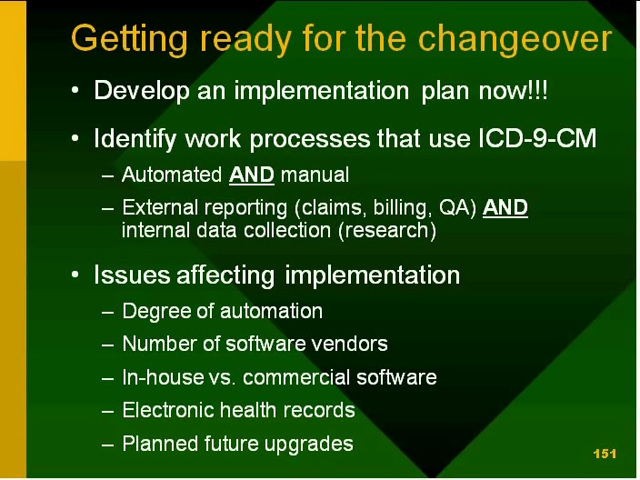 Getting ready for the changeover
• Develop an implementation plan now!!!
• Identify work processes that use ICD-9-CM
– Automated AND manual
– External reporting (claims, billing, QA) AND
internal data collection (research)
• Issues affecting implementation
– Degree of automation
– Number of software vendors
– In-house vs. commercial software
– Electronic health records
– Planned future upgrades
151